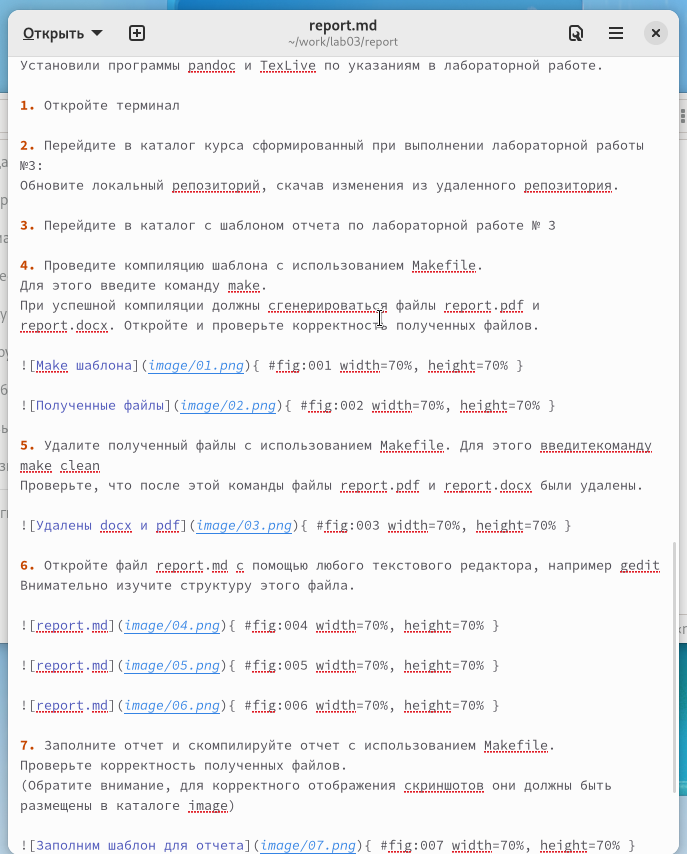 Открыть
report.md
~/work/lab03/report
Установили программы pandoc и TexLive по указаниям в лабораторной работе.
1. Откройте терминал
2. Перейдите в каталог курса сформированный при выполнении лабораторной работы
№3:
Обновите локальный репозиторий, скачав изменения из удаленного репозитория.
3. Перейдите в каталог с шаблоном отчета по лабораторной работе № 3
4. Проведите компиляцию шаблона с использованием Makefile.
Для этого введите команду make.
При успешной компиляции должны сгенерироваться файлы report.pdf и
report.docx. Откройте и проверьте корректность полученных файлов.
![Make шаблона](image/01.png){ #fig:001 width=70%, height=70% }
![Полученные файлы](image/02.png){ #fig:002 width=70%, height=70% }
5. Удалите полученный файлы с использованием Makefile. Для этого введитекоманду
make clean
Проверьте, что после этой команды файлы report.pdf и report.docx были удалены.
![Удалены docx и pdf](image/03.png){ #fig:003 width=70%, height=70% }
6. Откройте файл report.md c помощью любого текстового редактора, например gedit
Внимательно изучите структуру этого файла.
![report.md](image/04.png){ #fig:004 width=70%, height=70% }
![report.md](image/05.png){ #fig:005 width=70%, height=70% }
![report.md](image/06.png){ #fig:006 width=70%, height=70% }
7. Заполните отчет и скомпилируйте отчет с использованием Makefile.
Проверьте корректность полученных файлов.
(Обратите внимание, для корректного отображения скриншотов они должны быть
размещены в каталоге image)
![Заполним шаблон для отчета](image/07.png){ #fig:007 width=70%, height=70% }